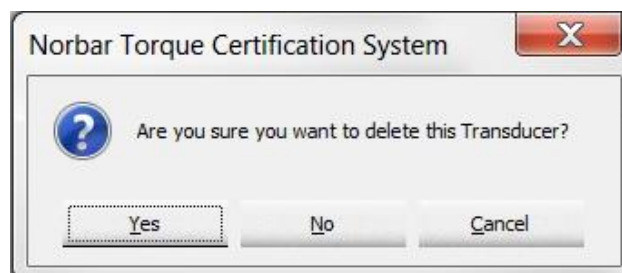 Norbar Torque Certification System
X
?
Are you sure you want to delete this Transducer?
Yes
No
Cancel